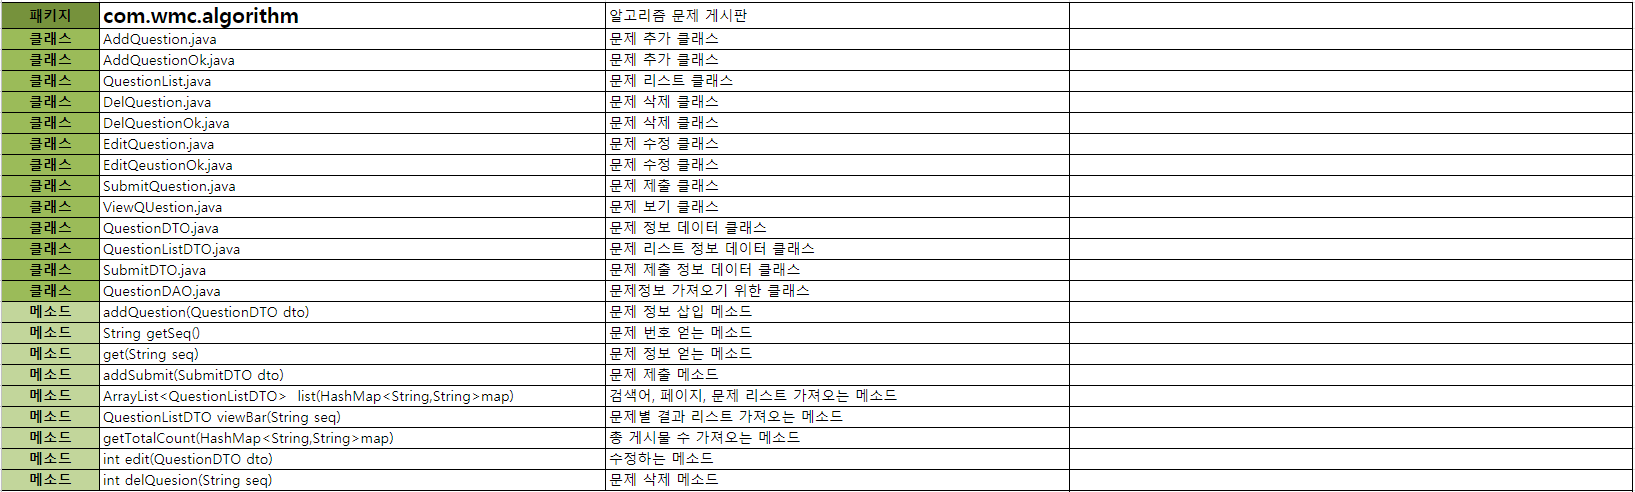 패키지 com.wmc.algorithm 알고리즘 문제 게시판
클래스 AddQuestion.java 문제 추가 클래스
클래스 AddQuestionOk.java 문제 추가 클래스
클래스 QuestionList.java 문제 리스트 클래스
클래스 DelQuestion.java 문제 삭제 클래스
클래스 DelQuestionOk.java 문제 삭제 클래스
클래스 EditQuestion.java 문제 수정 클래스
클래스 EditQeustionOk.java 문제 수정 클래스
클래스 SubmitQuestion.java 문제 제출 클래스
클래스 ViewQUestion.java 문제 보기 클래스
클래스 QuestionDTO.java 문제 정보 데이터 클래스
클래스 QuestionListDTO.java 문제 리스트 정보 데이터 클래스
클래스 SubmitDTO.java 문제 제출 정보 데이터 클래스
클래스 QuestionDAO.java 문제정보 가져오기 위한 클래스
메소드 addQuestion(QuestionDTO dto) 문제 정보 삽입 메소드
메소드 String getSeq() 문제 번호 얻는 메소드
메소드 get(String seq) 문제 정보 얻는 메소드
메소드 addSubmit(SubmitDTO dto) 문제 제출 메소드
메소드 ArrayList<QuestionListDTO> list(HashMap<String,String>map) 검색어, 페이지, 문제 리스트 가져오는 메소드
메소드 QuestionListDTO viewBar(String seq) 문제별 결과 리스트 가져오는 메소드
메소드 getTotalCount(HashMap<String,String>map) 총 게시물 수 가져오는 메소드
메소드 int edit(QuestionDTO dto) 수정하는 메소드
메소드 int delQuesion(String seq) 문제 삭제 메소드